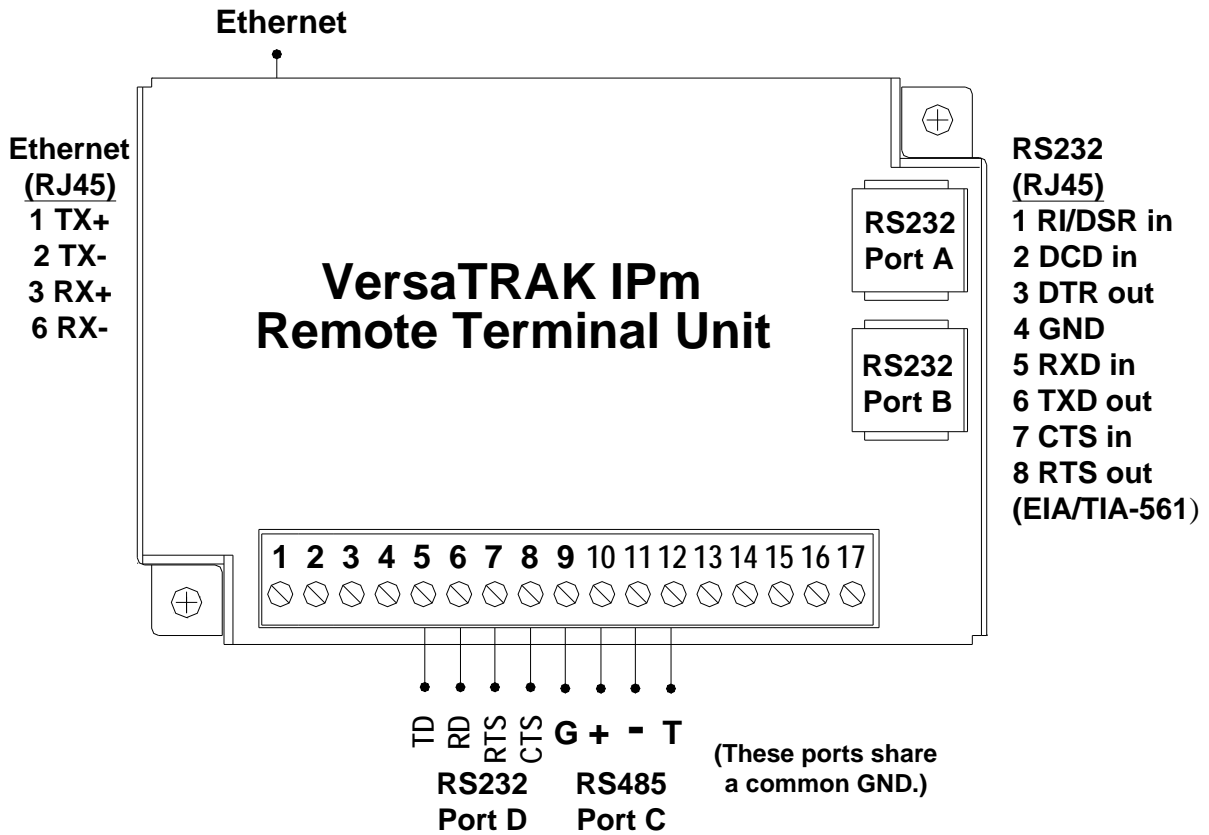 Ethernet
Ethernet
(RJ45)
1 TX+
2 TX-
3 RX+
6 RX-
VersaTRAK IPm
Remote Terminal Unit
RS232
Port A
RS232
Port B
RS232
(RJ45)
1 RI/DSR in
2 DCD in
3 DTR out
4 GND
5 RXD in
6 TXD out
7 CTS in
8 RTS out
(EIA/TIA-561)
1 2 3 4 5 6 7 8 9 10 11 12 13 14 15 16 17
TD RD RTS CTS G + - T
RS232
Port D
RS485
Port C
(These ports share
a common GND.)